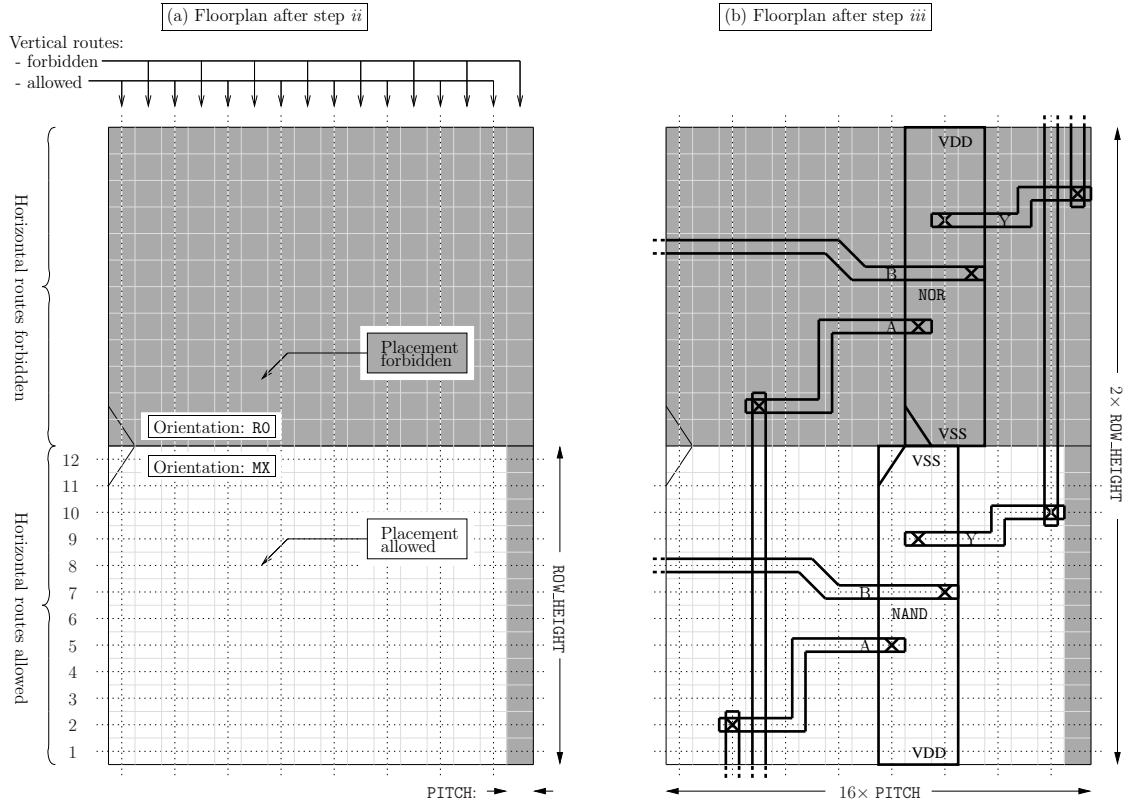 (a) Floorplan after step ii
(b) Floorplan after step iii
Vertical routes:
- forbidden
- allowed
Horizontal routes forbidden
Horizontal routes allowed
Placement
forbidden
Orientation: R0
Orientation: MX
Placement
allowed
12
11
10
9
8
7
6
5
4
3
2
1
ROW_HEIGHT
PITCH:
VDD
Y
B
NOR
A
VSS
VSS
Y
B
NAND
A
VDD
2× ROW_HEIGHT
16× PITCH